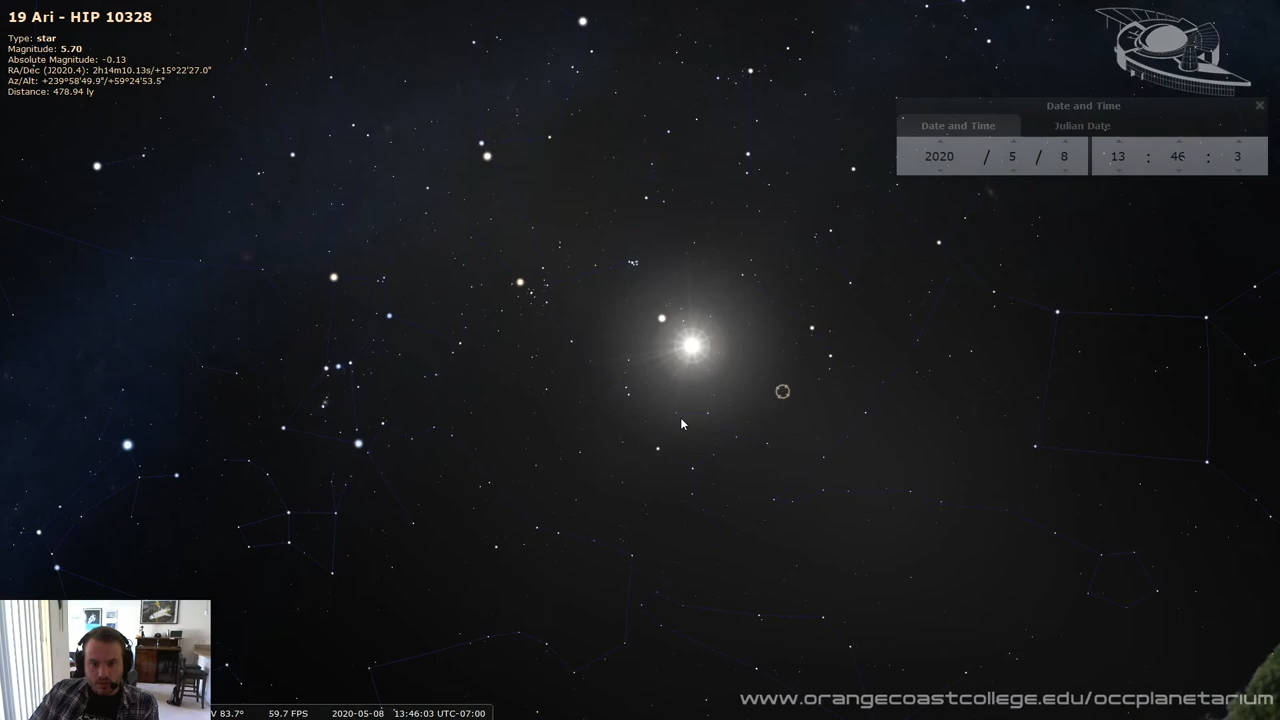 19 Ari - HIP 10328
Type: star
Magnitude: 5.70
Absolute Magnitude: -0.13
RA/Dec (J2020.4): 2h14m10.13s/+15°22'27.0"
Az/Alt: +239°58'49.9"/+59°24'53.5"
Distance: 478.94 ly
Date and Time
Date and Time Julian Date
2020 / 5 / 8 13 : 46 : 3
V 83.7° 59.7 FPS 2020-05-08 13:46:03 UTC-07:00
www.orangecoastcollege.edu/occplanetarium